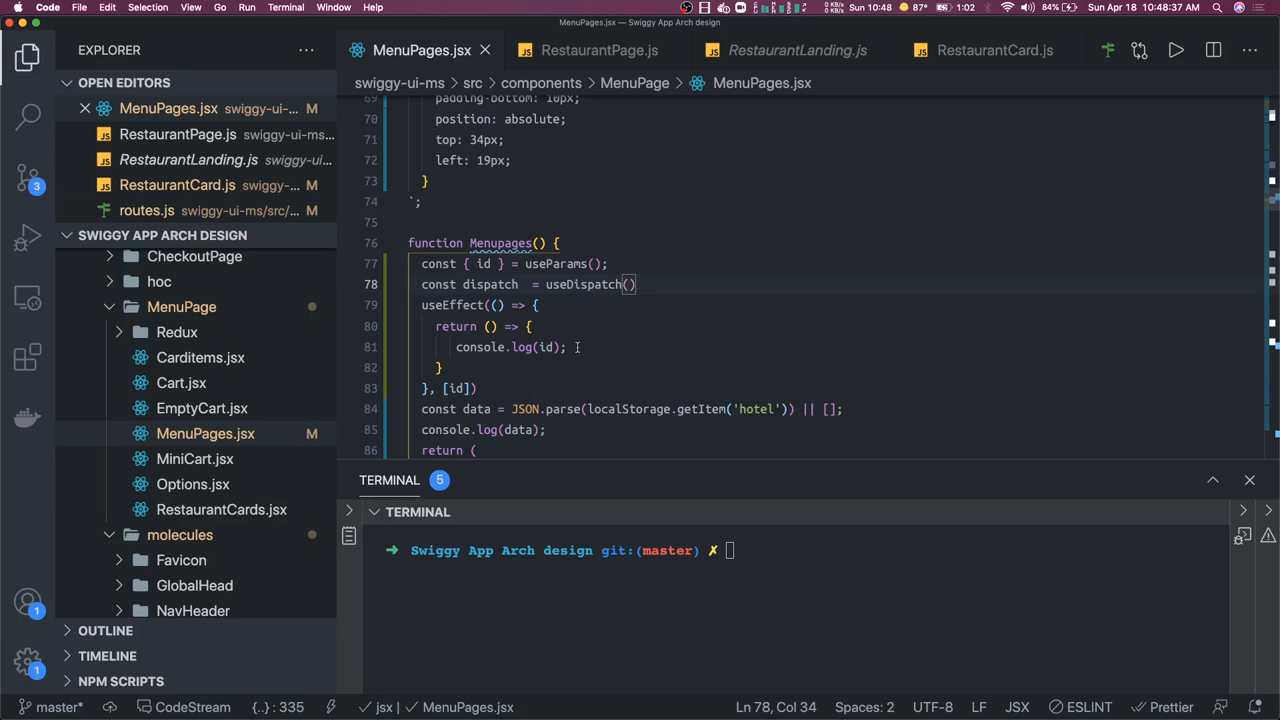 Code File Edit Selection View Go Run Terminal Window Help Sun 10:48 87° 1:02 84% Sun Apr 18 10:48:37 AM
MenuPages.jsx — Swiggy App Arch design
EXPLORER
MenuPages.jsx RestaurantPage.js RestaurantLanding.js RestaurantCard.js
OPEN EDITORS
swiggy-ui-ms > src > components > MenuPage > MenuPages.jsx
MenuPages.jsx swiggy-ui-... M
RestaurantPage.js swiggy-ui-ms...
RestaurantLanding.js swiggy-ui...
RestaurantCard.js swiggy-... M
routes.js swiggy-ui-ms/src/... M
3
SWIGGY APP ARCH DESIGN
CheckoutPage
hoc
MenuPage
Redux
Carditems.jsx
Cart.jsx
EmptyCart.jsx
MenuPages.jsx M
MiniCart.jsx
Options.jsx
RestaurantCards.jsx
molecules
Favicon
GlobalHead
NavHeader
OUTLINE
TIMELINE
NPM SCRIPTS
1
1
69 padding-bottom: 10px;
70 position: absolute;
71 top: 34px;
72 left: 19px;
73 }
74 `;
75
76 function Menupages() {
77 const { id } = useParams();
78 const dispatch  = useDispatch()
79 useEffect(() => {
80 return () => {
81 console.log(id);
82 }
83 }, [id])
84 const data = JSON.parse(localStorage.getItem('hotel')) || [];
85 console.log(data);
86 return (
TERMINAL 5
TERMINAL
➜ Swiggy App Arch design git:(master) ✗
master* CodeStream {..} : 335 jsx | MenuPages.jsx Ln 78, Col 34 Spaces: 2 UTF-8 LF JSX ESLINT Prettier